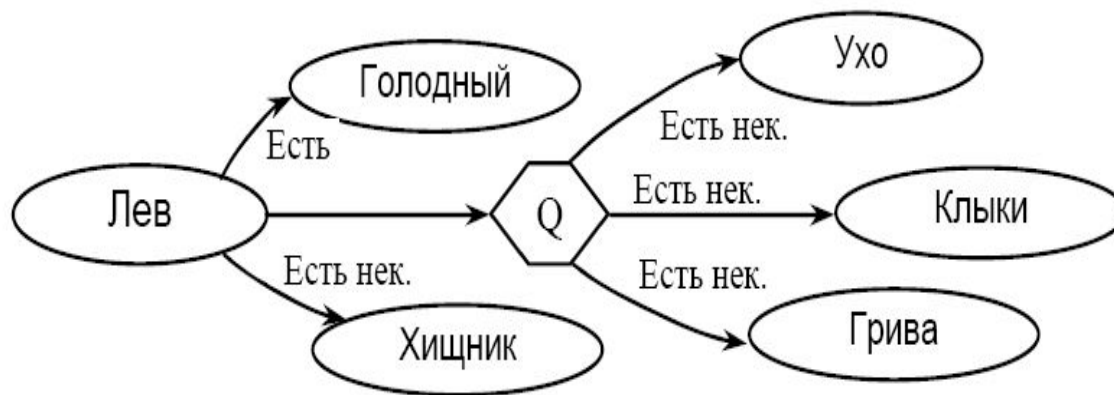 Ухо
Голодный
Есть нек.
Есть
Лев
Есть нек.
Q
Клыки
Есть нек.
Есть нек.
Хищник
Грива